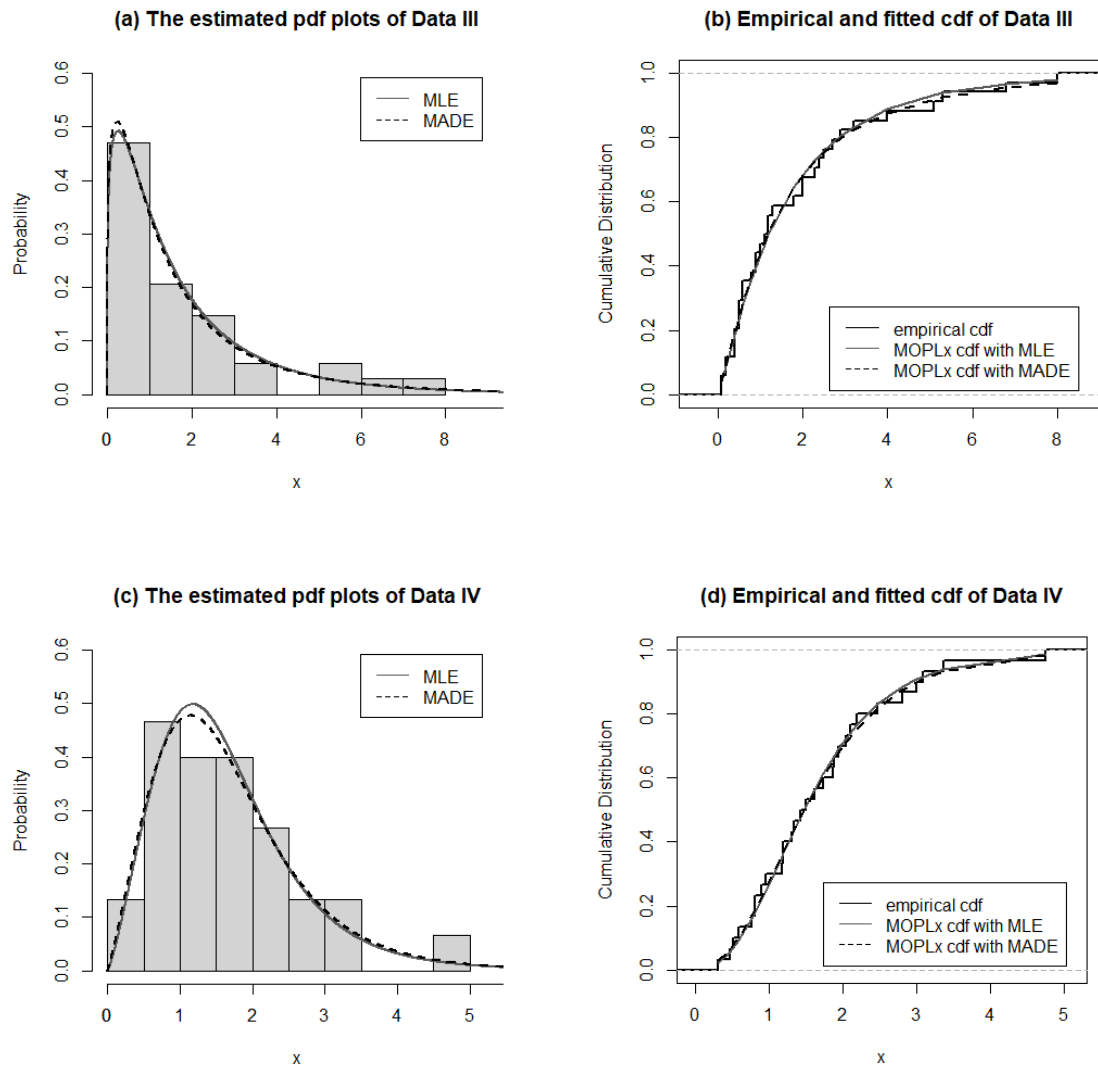 (a) The estimated pdf plots of Data III
0.6
0.5
0.4
0.3
0.2
0.1
0.0
Probability
MLE
MADE
0 2 4 6 8
x
(b) Empirical and fitted cdf of Data III
1.0
0.8
0.6
0.4
0.2
0.0
Cumulative Distribution
empirical cdf
MOPLx cdf with MLE
MOPLx cdf with MADE
0 2 4 6 8
x
(c) The estimated pdf plots of Data IV
0.6
0.5
0.4
0.3
0.2
0.1
0.0
Probability
MLE
MADE
0 1 2 3 4 5
x
(d) Empirical and fitted cdf of Data IV
1.0
0.8
0.6
0.4
0.2
0.0
Cumulative Distribution
empirical cdf
MOPLx cdf with MLE
MOPLx cdf with MADE
0 1 2 3 4 5
x